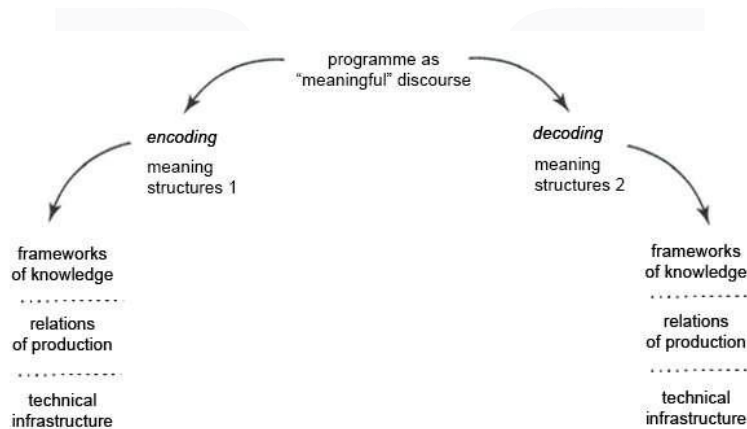 programme as
“meaningful” discourse
encoding
meaning
structures 1
decoding
meaning
structures 2
frameworks
of knowledge
relations
of production
technical
infrastructure
frameworks
of knowledge
relations
of production
technical
infrastructure